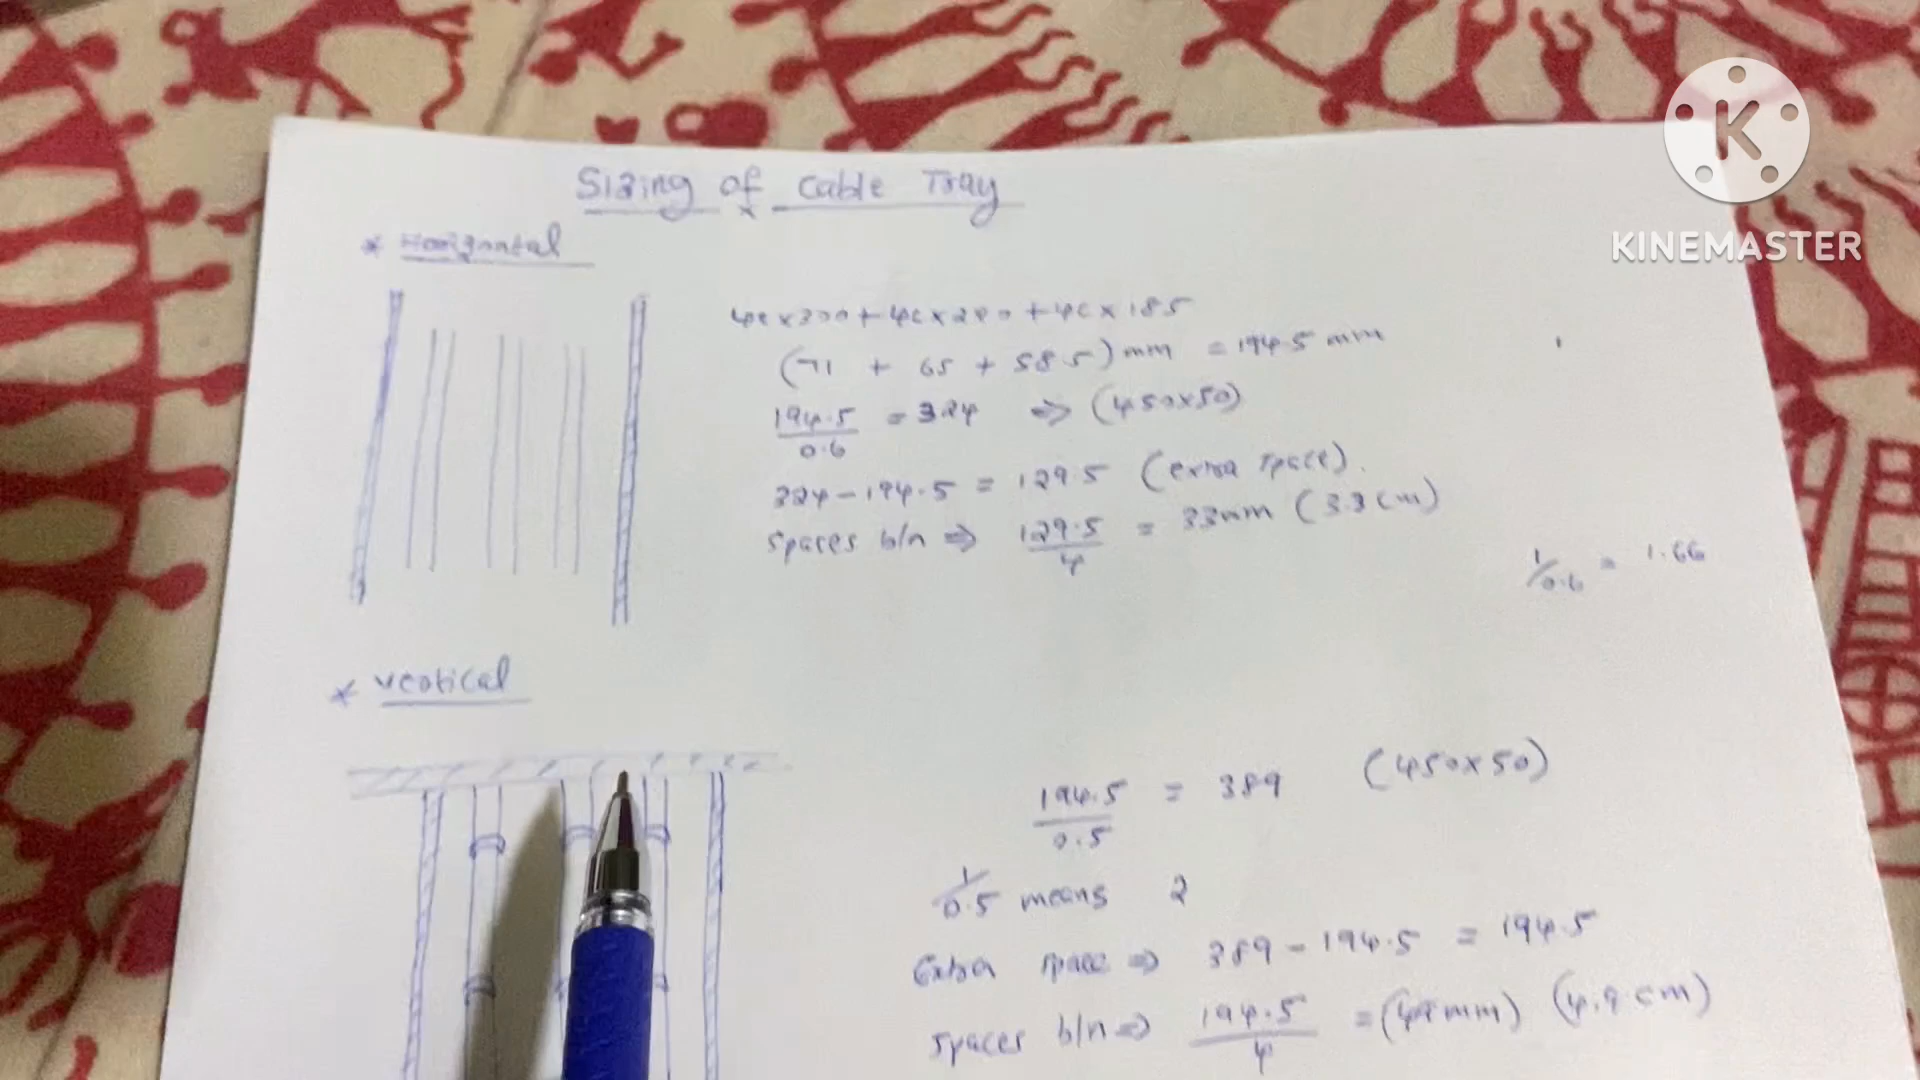 Sizing of Cable Tray
* Horizontal
4c x 300 + 4c x 240 + 4c x 185
(71 + 65 + 58.5) mm = 194.5 mm
194.5/0.6 = 324 ⇒ (450x50)
324 - 194.5 = 129.5 (extra space).
spaces b/n ⇒ 129.5/4 = 33mm (3.3 cm)
1/0.6 = 1.66
* Vertical
194.5/0.5 = 389 (450x50)
1/0.5 means 2
Extra space ⇒ 389 - 194.5 = 194.5
spaces b/n ⇒ 194.5/4 = (49mm) (4.9 cm)
K
KINEMASTER